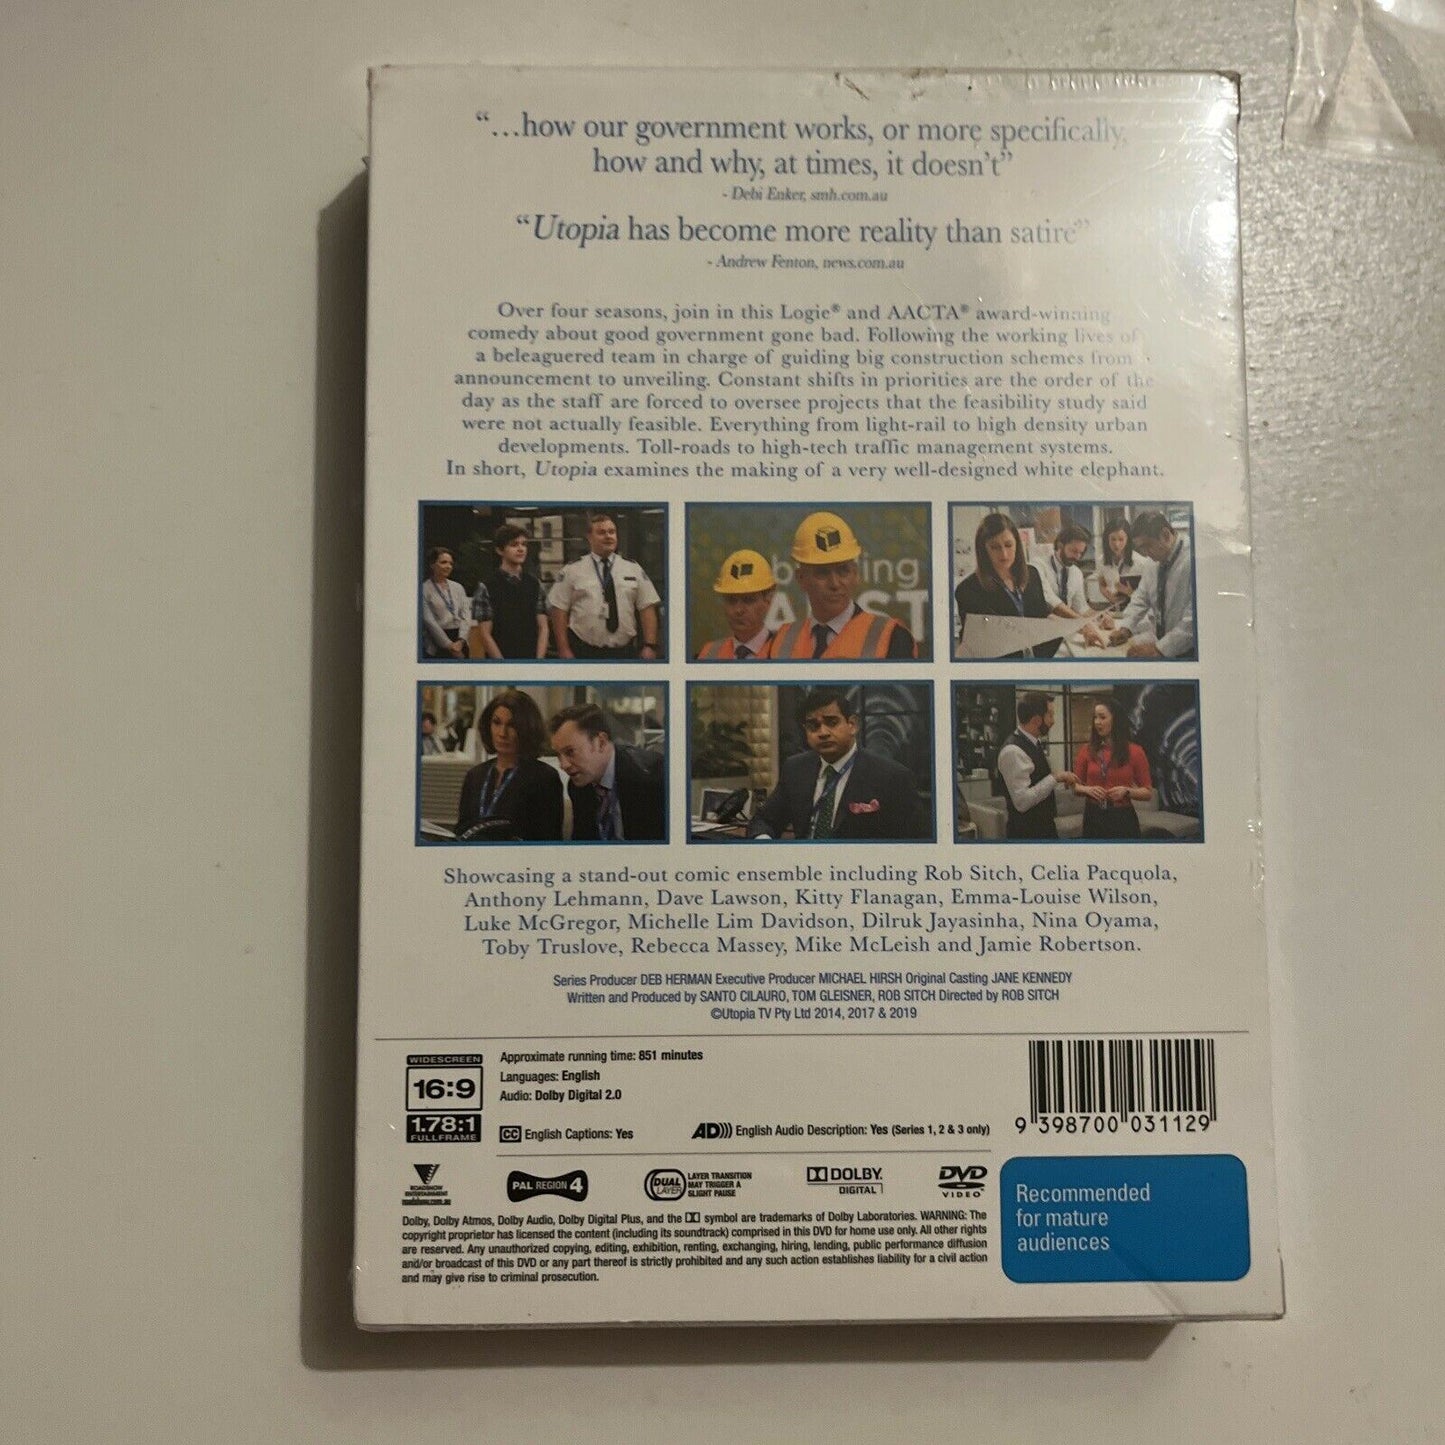 “...how our government works, or more specifically,
how and why, at times, it doesn’t”
- Debi Enker, smh.com.au
“Utopia has become more reality than satire”
- Andrew Fenton, news.com.au
Over four seasons, join in this Logie® and AACTA® award-winning
comedy about good government gone bad. Following the working lives of
a beleaguered team in charge of guiding big construction schemes from
announcement to unveiling. Constant shifts in priorities are the order of the
day as the staff are forced to oversee projects that the feasibility study said
were not actually feasible. Everything from light-rail to high density urban
developments. Toll-roads to high-tech traffic management systems.
In short, Utopia examines the making of a very well-designed white elephant.
Showcasing a stand-out comic ensemble including Rob Sitch, Celia Pacquola,
Anthony Lehmann, Dave Lawson, Kitty Flanagan, Emma-Louise Wilson,
Luke McGregor, Michelle Lim Davidson, Dilruk Jayasinha, Nina Oyama,
Toby Truslove, Rebecca Massey, Mike McLeish and Jamie Robertson.
Series Producer DEB HERMAN Executive Producer MICHAEL HIRSH Original Casting JANE KENNEDY
Written and Produced by SANTO CILAURO, TOM GLEISNER, ROB SITCH Directed by ROB SITCH
©Utopia TV Pty Ltd 2014, 2017 & 2019
WIDESCREEN
16:9
1.78:1
FULLFRAME
Approximate running time: 851 minutes
Languages: English
Audio: Dolby Digital 2.0
CC English Captions: Yes
AD))) English Audio Description: Yes (Series 1, 2 & 3 only)
9 398700 031129
ROADSHOW
ENTERTAINMENT
roadshow.com.au
PAL REGION 4
DUAL LAYER
LAYER TRANSITION
MAY TRIGGER A
SLIGHT PAUSE
DOLBY
DIGITAL
DVD
VIDEO
Dolby, Dolby Atmos, Dolby Audio, Dolby Digital Plus, and the symbol are trademarks of Dolby Laboratories. WARNING: The
copyright proprietor has licensed the content (including its soundtrack) comprised in this DVD for home use only. All other rights
are reserved. Any unauthorized copying, editing, exhibition, renting, exchanging, hiring, lending, public performance diffusion
and/or broadcast of this DVD or any part thereof is strictly prohibited and any such action establishes liability for a civil action
and may give rise to criminal prosecution.
Recommended
for mature
audiences